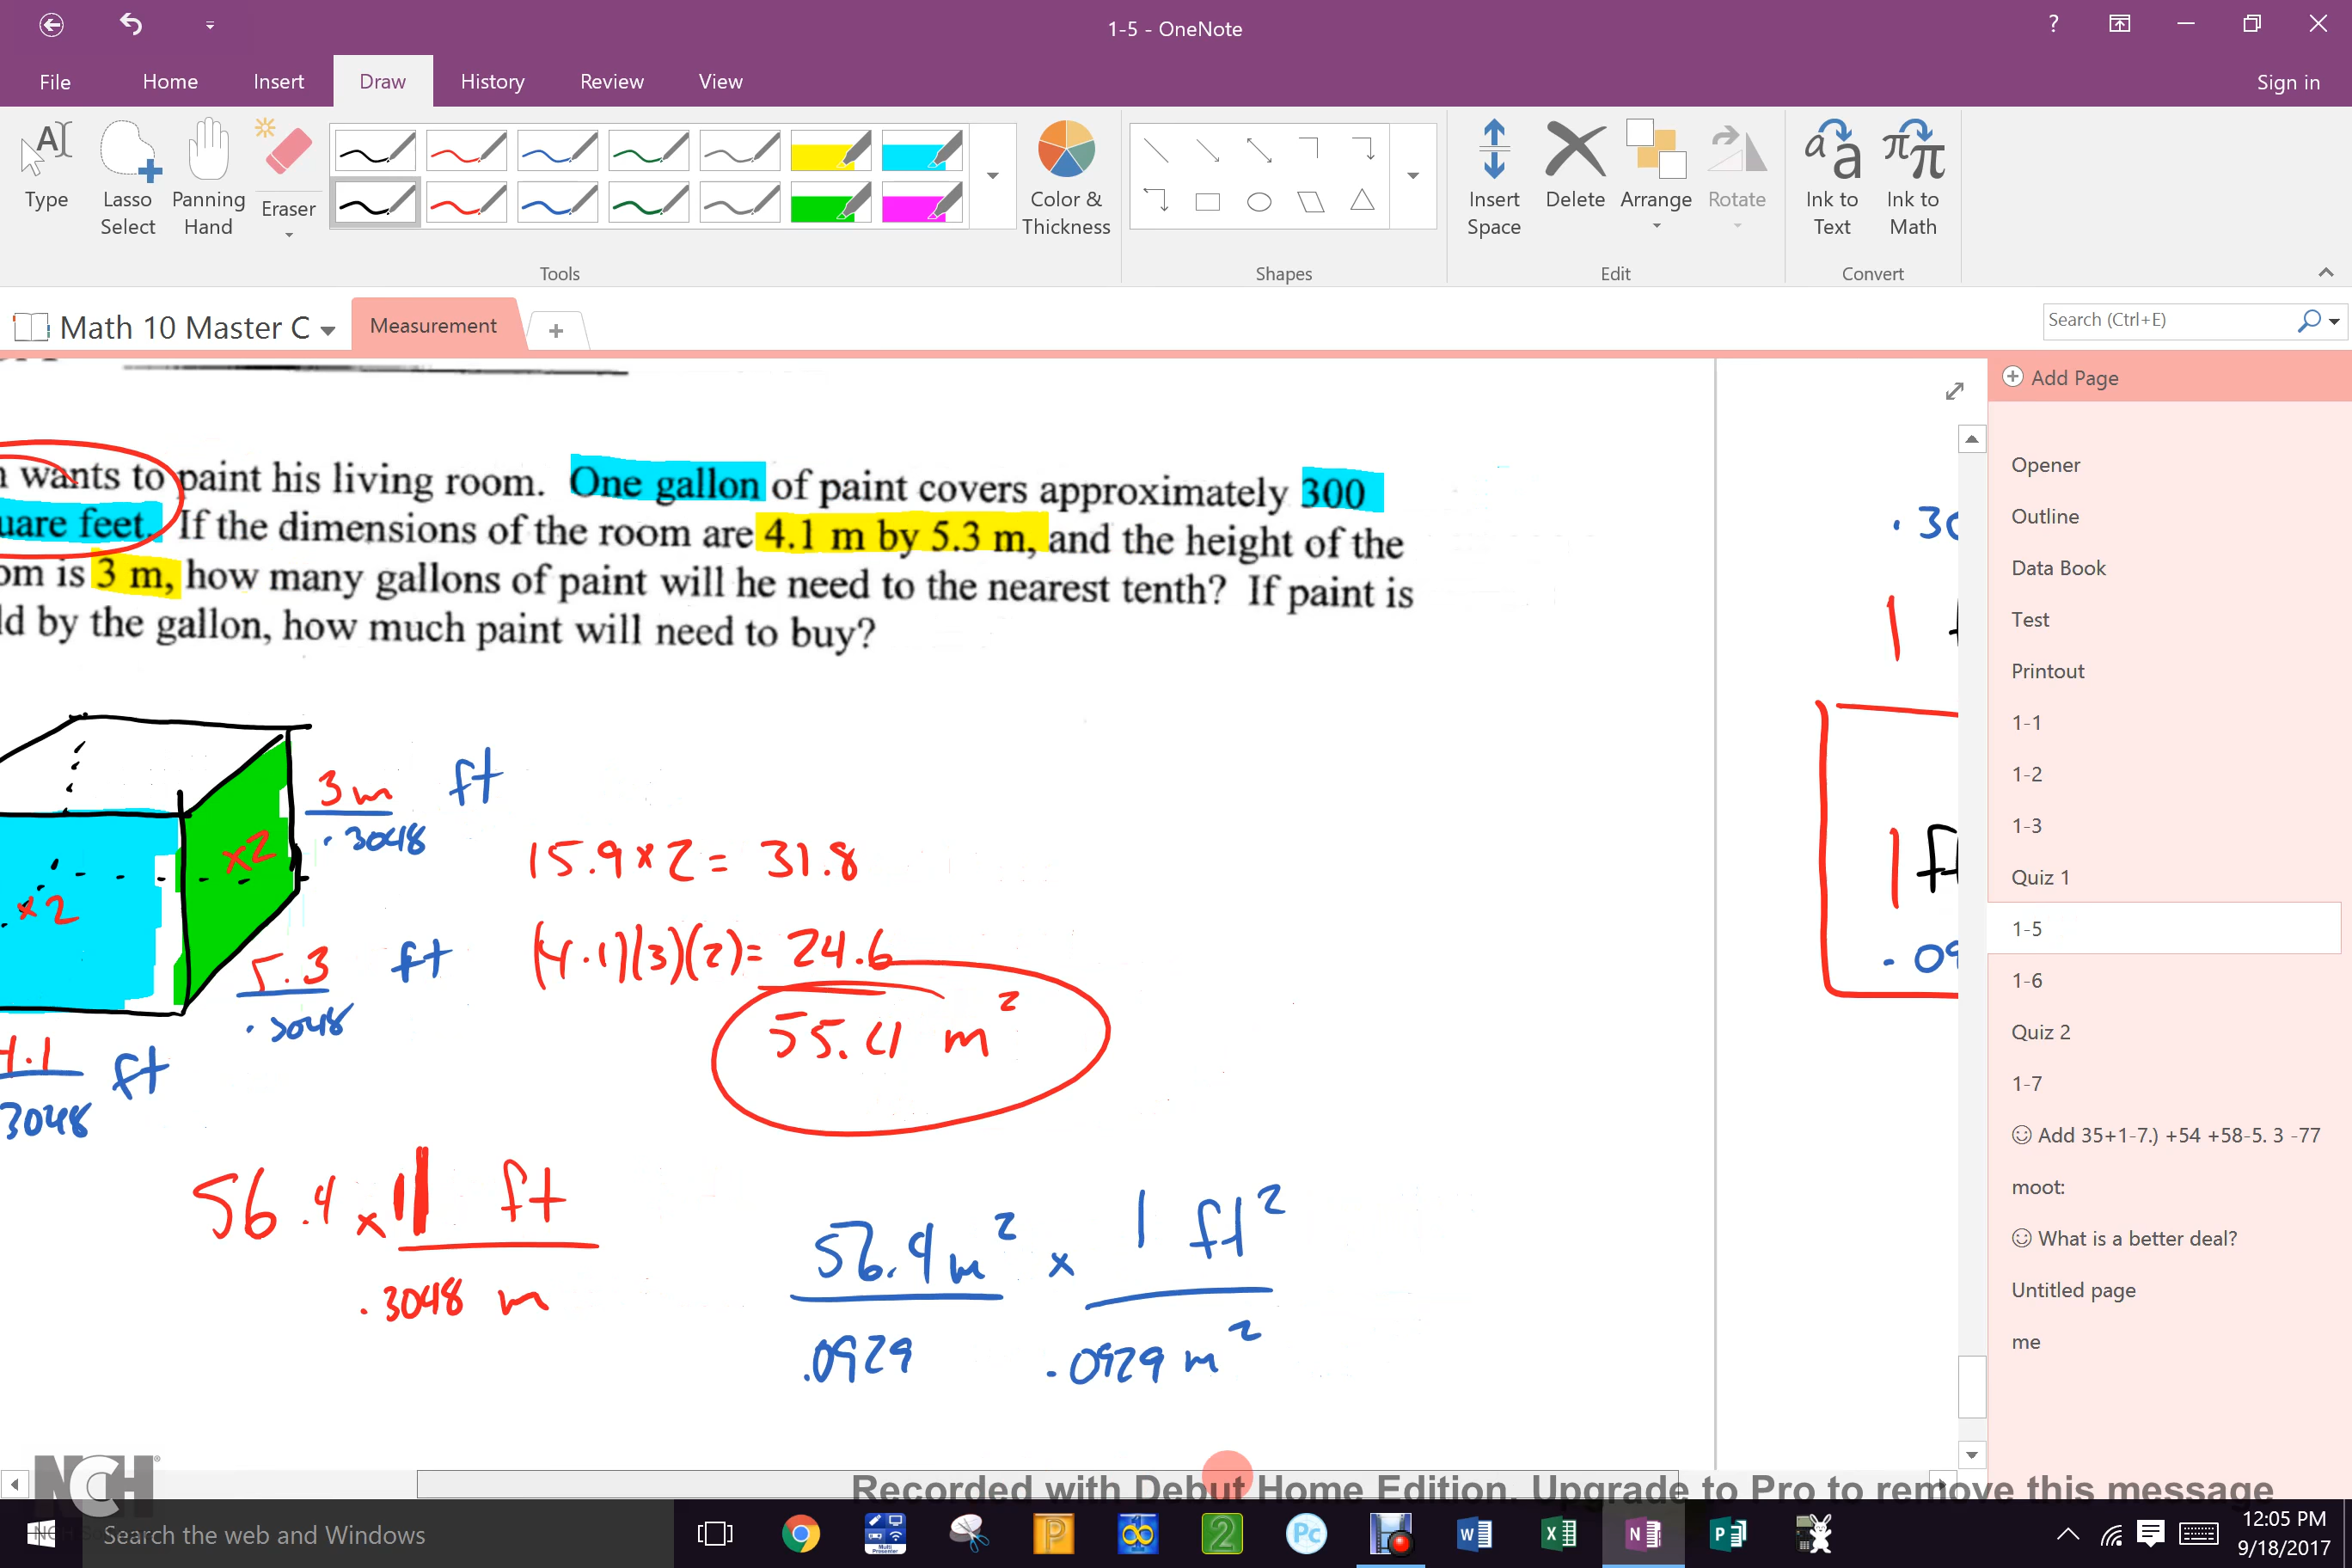 1-5 - OneNote
?
File Home Insert Draw History Review View
Sign in
Type
Lasso Select
Panning Hand
Eraser
Color & Thickness
Insert Space
Delete
Arrange
Rotate
Ink to Text
Ink to Math
Tools
Shapes
Edit
Convert
Math 10 Master C
Measurement
+
Search (Ctrl+E)
Add Page
Opener
Outline
Data Book
Test
Printout
1-1
1-2
1-3
Quiz 1
1-5
1-6
Quiz 2
1-7
Add 35+1-7.) +54 +58-5. 3 -77
moot:
What is a better deal?
Untitled page
me
wants to paint his living room. One gallon of paint covers approximately 300
uare feet. If the dimensions of the room are 4.1 m by 5.3 m, and the height of the
om is 3 m, how many gallons of paint will he need to the nearest tenth? If paint is
ld by the gallon, how much paint will need to buy?
3 m ft
.3048
x2
x2
5.3 ft
.3048
4.1 ft
3048
15.9 x 2 = 31.8
(4.1)(3)(2) = 24.6
m²
56.4 x 1 ft
.3048 m
56.4 m² x 1 ft²
.0929 .0929 m²
.30
1
1 f
.09
NCH
Recorded with Debut Home Edition. Upgrade to Pro to remove this message
Search the web and Windows
12:05 PM
9/18/2017